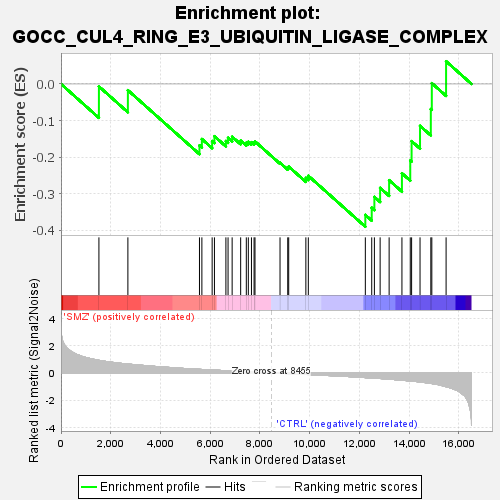 Enrichment plot:
GOCC_CUL4_RING_E3_UBIQUITIN_LIGASE_COMPLEX
Enrichment score (ES)
0.0
-0.1
-0.2
-0.3
-0.4
'SMZ' (positively correlated)
Ranked list metric (Signal2Noise)
4
2
0
-2
-4
Zero cross at 8455
'CTRL' (negatively correlated)
0
2,000
4,000
6,000
8,000
10,000
12,000
14,000
16,000
Rank in Ordered Dataset
Enrichment profile
Hits
Ranking metric scores